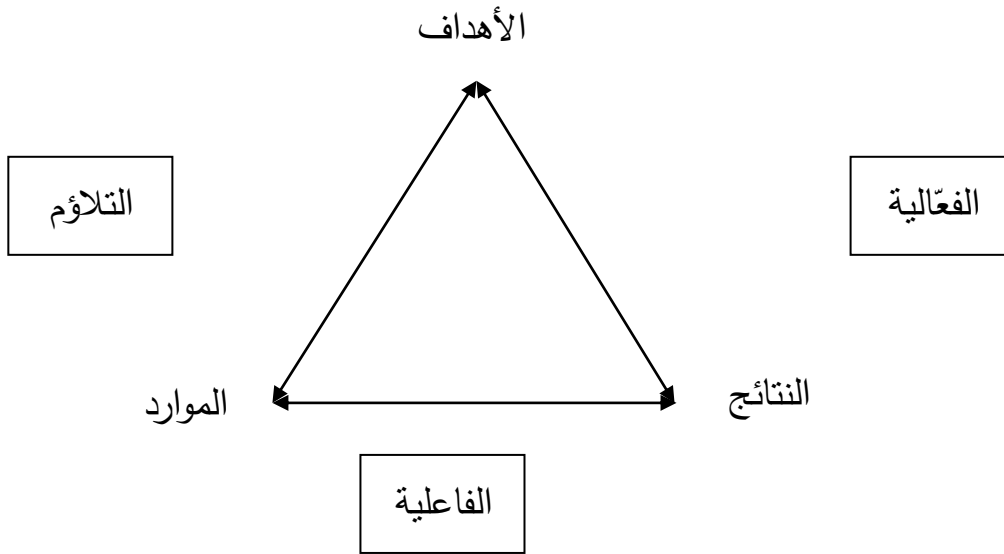 الأهداف
الفعّالية
التلاؤم
النتائج
الموارد
الفاعلية